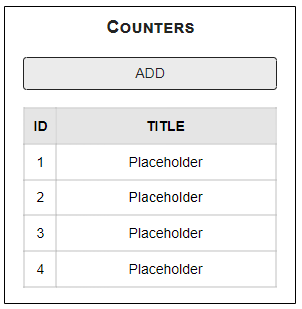 Counters
ADD
ID TITLE
1 Placeholder
2 Placeholder
3 Placeholder
4 Placeholder